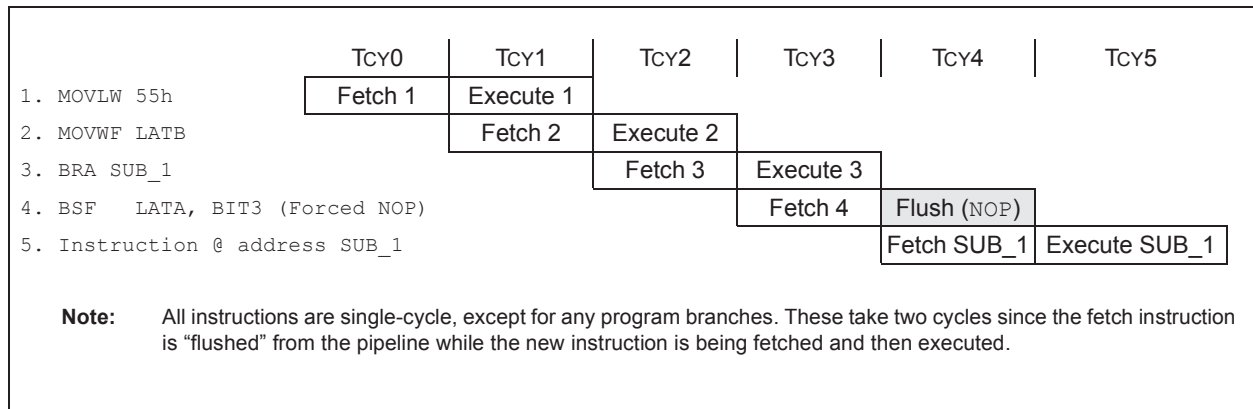 TCY0 TCY1 TCY2 TCY3 TCY4 TCY5
1. MOVLW 55h Fetch 1 Execute 1
2. MOVWF LATB Fetch 2 Execute 2
3. BRA SUB_1 Fetch 3 Execute 3
4. BSF LATA, BIT3 (Forced NOP) Fetch 4 Flush (NOP)
5. Instruction @ address SUB_1 Fetch SUB_1 Execute SUB_1
Note: All instructions are single-cycle, except for any program branches. These take two cycles since the fetch instruction
is “flushed” from the pipeline while the new instruction is being fetched and then executed.